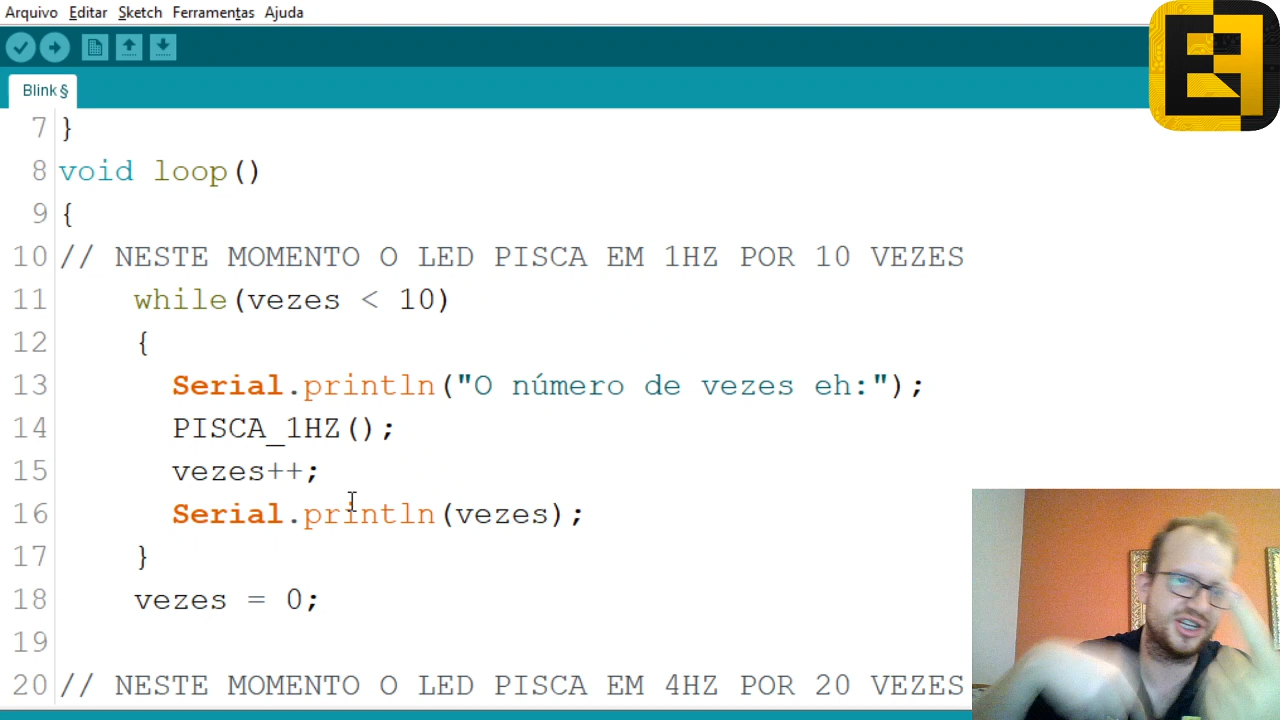 Arquivo Editar Sketch Ferramentas Ajuda
Blink §
7 }
8 void loop()
9 {
10 // NESTE MOMENTO O LED PISCA EM 1HZ POR 10 VEZES
11 while(vezes < 10)
12 {
13 Serial.println("O número de vezes eh:");
14 PISCA_1HZ();
15 vezes++;
16 Serial.println(vezes);
17 }
18 vezes = 0;
19
20 // NESTE MOMENTO O LED PISCA EM 4HZ POR 20 VEZES